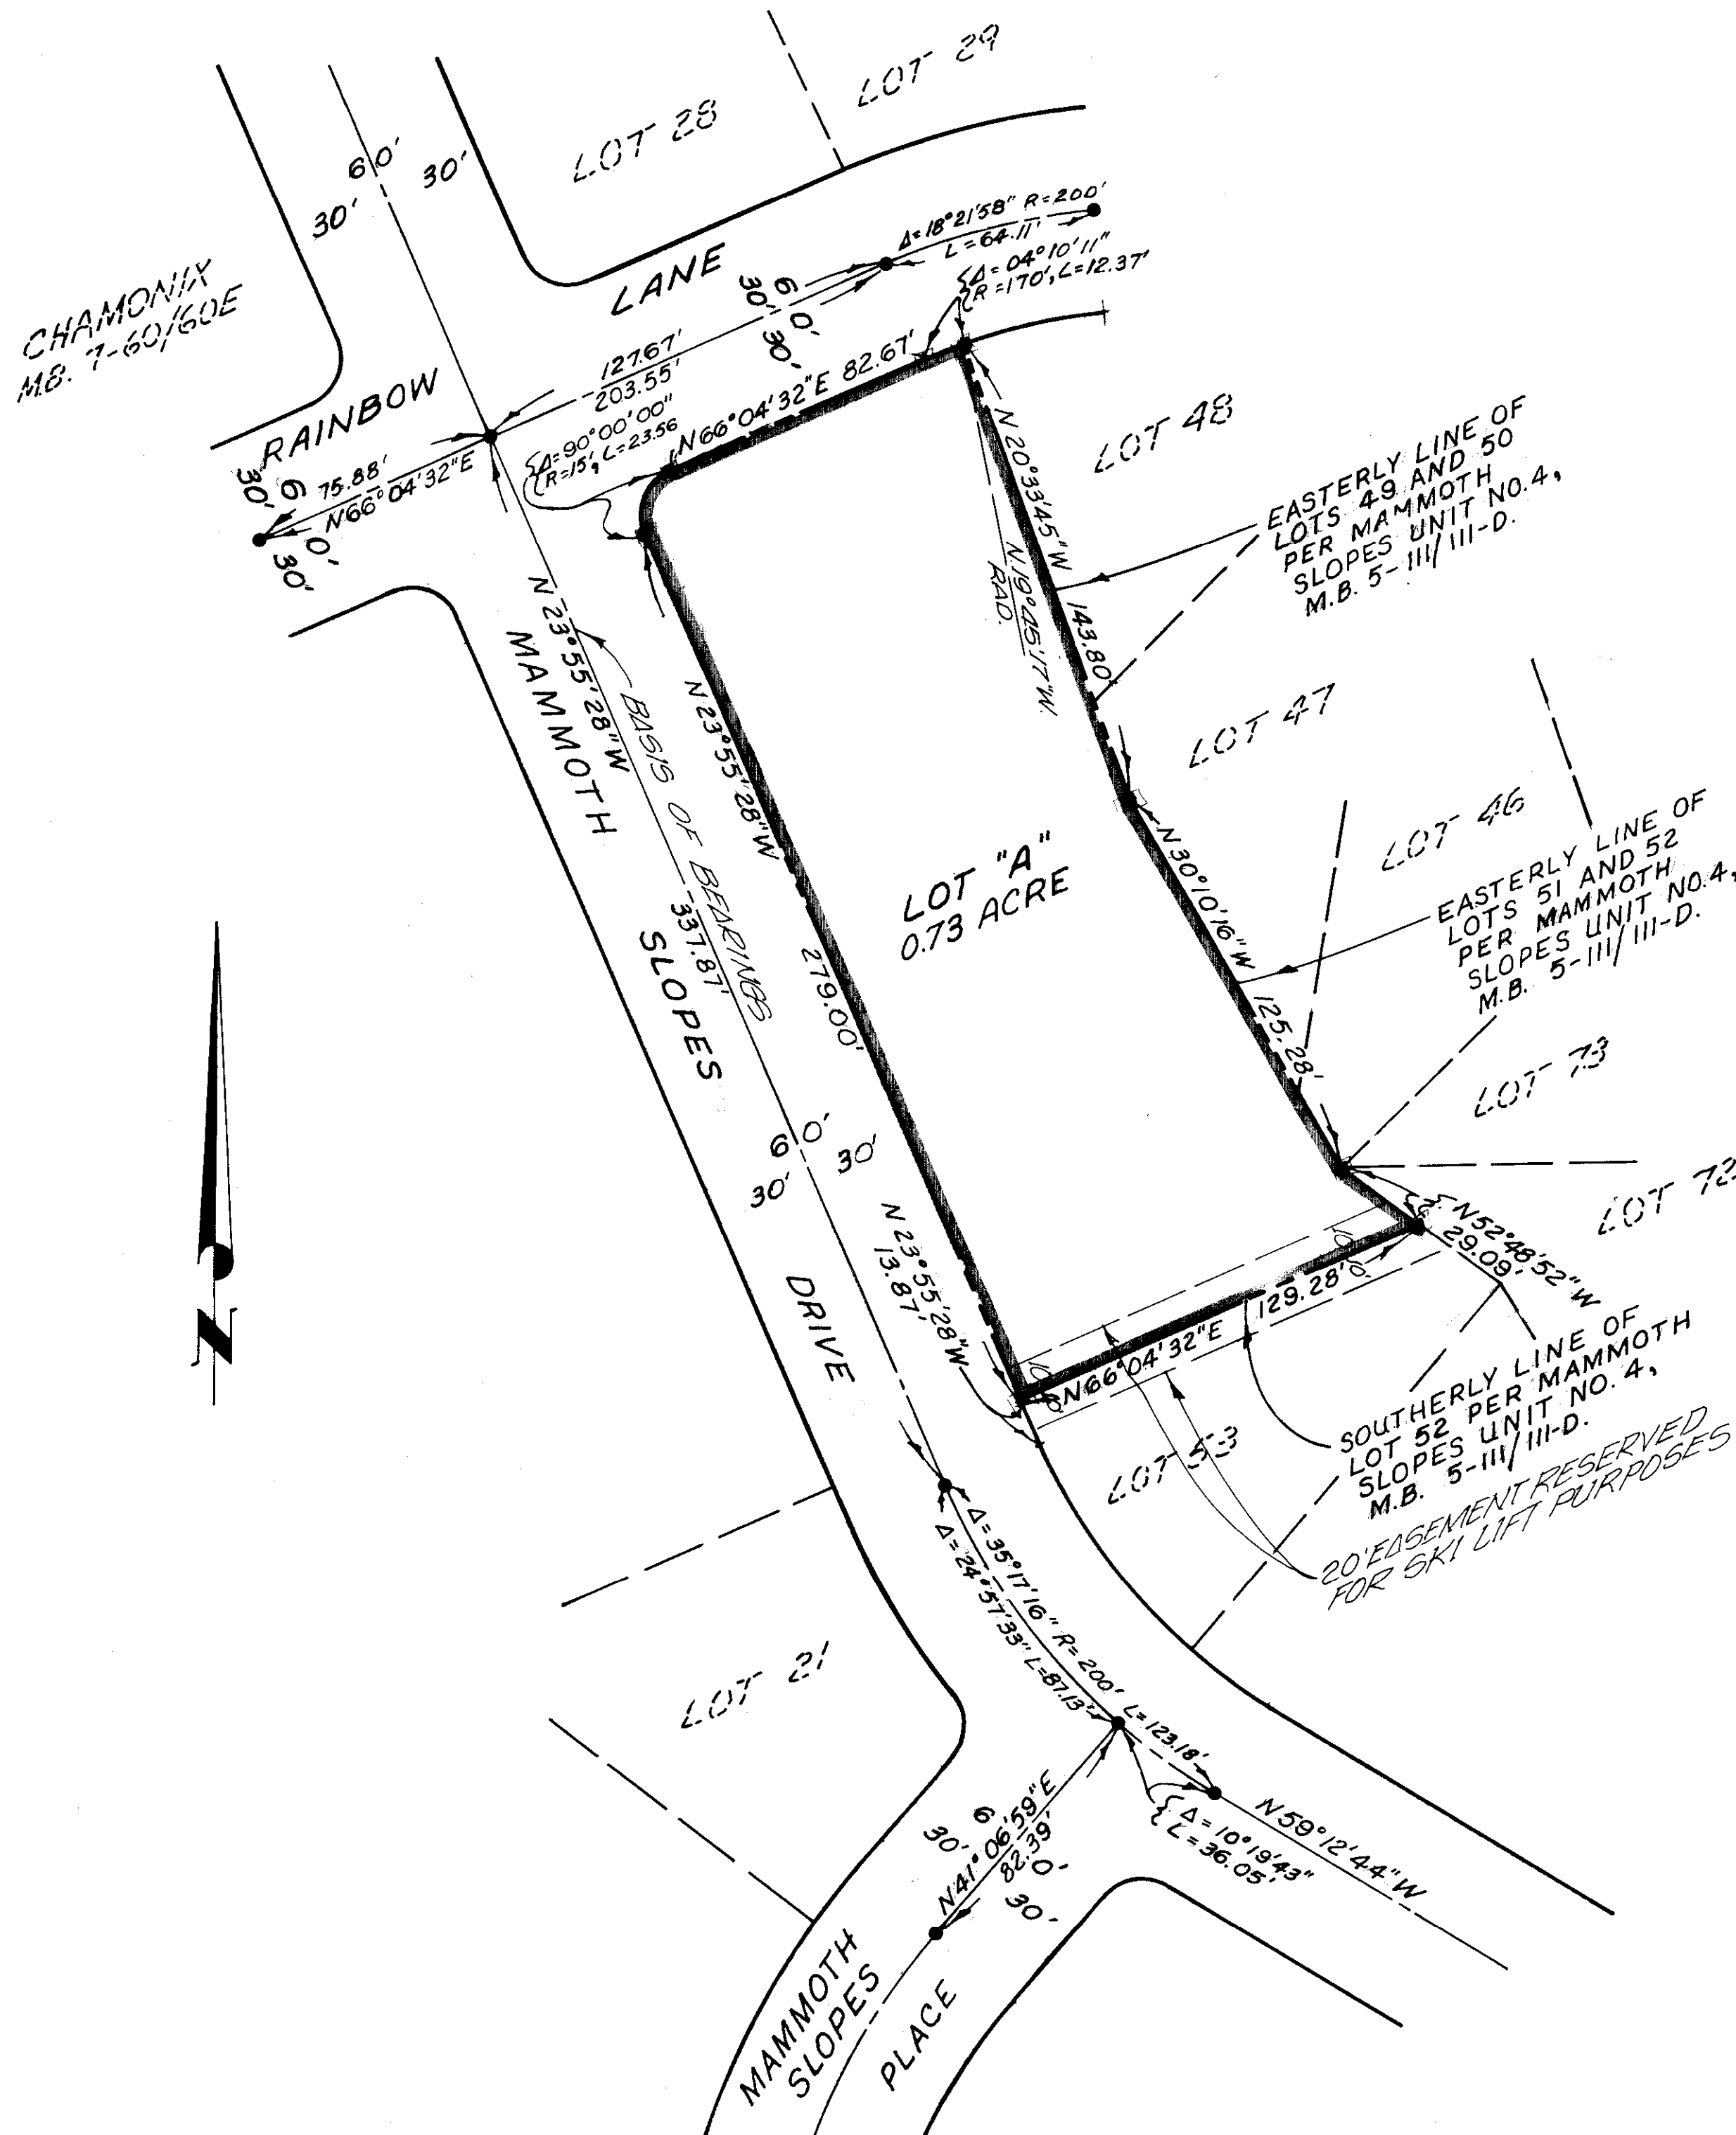 LOT 29
LOT 28
60'
30'
30'
CHAMONIX
M.B. 7-60/60E
RAINBOW
LANE
Δ=18°21'58" R=200'
L=64.11'
Δ=04°10'11"
R=170', L=12.37'
60'
30'
30'
127.67'
203.55'
75.88'
N66°04'32"E
60'
30'
30'
Δ=90°00'00"
R=15', L=23.56
N66°04'32"E 82.67'
LOT 48
N20°33'45"W
143.80'
N.19°45'17"W.
RAD.
EASTERLY LINE OF
LOTS 49 AND 50
PER MAMMOTH
SLOPES UNIT NO.4,
M.B. 5-111/111-D.
N23°55'28"W
MAMMOTH
BASIS OF BEARINGS
337.87'
N23°55'28"W
279.00'
LOT 47
LOT "A"
0.73 ACRE
LOT 46
N30°10'16"W
125.28'
EASTERLY LINE OF
LOTS 51 AND 52
PER MAMMOTH
SLOPES UNIT NO.4,
M.B. 5-111/111-D.
SLOPES
LOT 73
60'
30'
30'
LOT 72
N52°48'52"W
29.09'
N23°55'28"W
13.87'
DRIVE
10'
10'
N66°04'32"E
129.28'
10'
10'
N
SOUTHERLY LINE OF
LOT 52 PER MAMMOTH
SLOPES UNIT NO. 4,
M.B. 5-111/111-D.
LOT 53
20' EASEMENT RESERVED
FOR SKI LIFT PURPOSES
Δ=35°17'16" R=200' L=123.18'
Δ=24°57'33" L=87.13'
LOT 21
N41°06'59"E
82.39'
60'
30'
30'
Δ=10°19'43"
L=36.05'
N59°12'44"W
MAMMOTH
SLOPES
PLACE